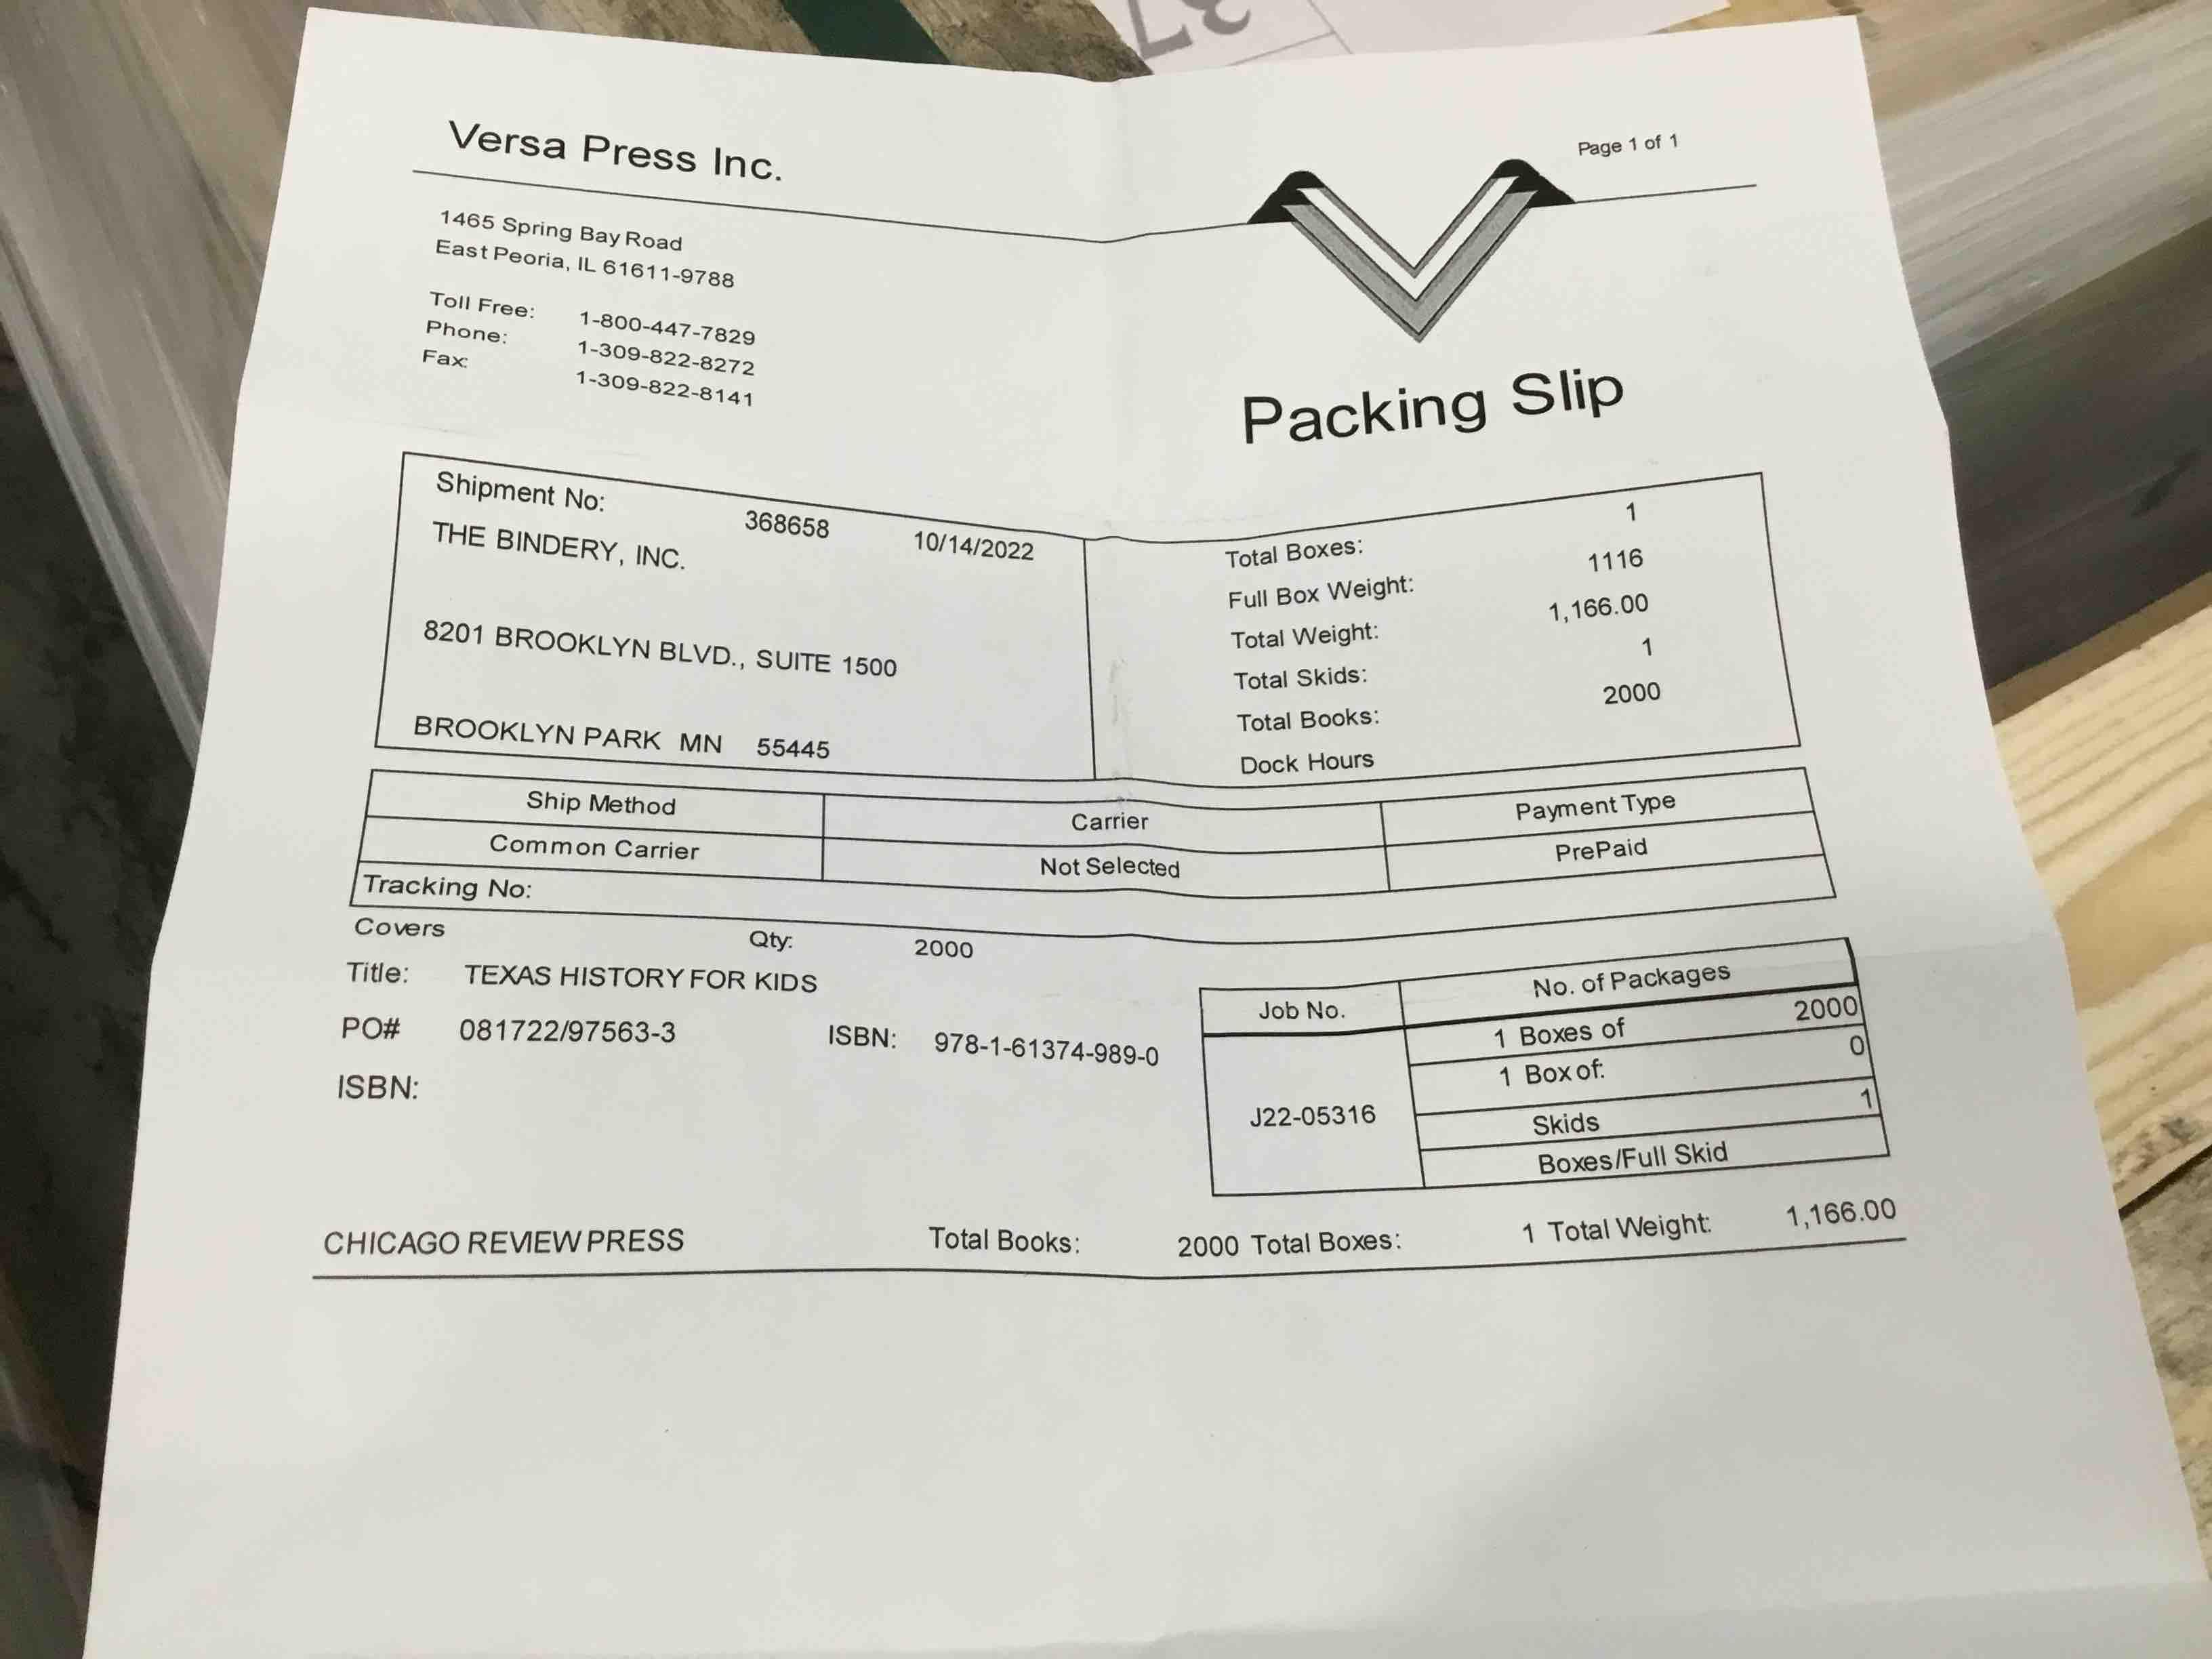 37
Versa Press Inc.
Page 1 of 1
1465 Spring Bay Road
East Peoria, IL 61611-9788
Toll Free: 1-800-447-7829
Phone: 1-309-822-8272
Fax: 1-309-822-8141
Packing Slip
Shipment No: 368658 10/14/2022
THE BINDERY, INC.
8201 BROOKLYN BLVD., SUITE 1500
BROOKLYN PARK MN 55445
Total Boxes: 1
Full Box Weight: 1116
Total Weight: 1,166.00
Total Skids: 1
Total Books: 2000
Dock Hours
Ship Method Carrier Payment Type
Common Carrier Not Selected PrePaid
Tracking No:
Covers Qty: 2000
Title: TEXAS HISTORY FOR KIDS
PO# 081722/97563-3 ISBN: 978-1-61374-989-0
ISBN:
Job No. No. of Packages
J22-05316
1 Boxes of 2000
1 Box of: 0
Skids 1
Boxes/Full Skid
CHICAGO REVIEW PRESS Total Books: 2000 Total Boxes: 1 Total Weight: 1,166.00